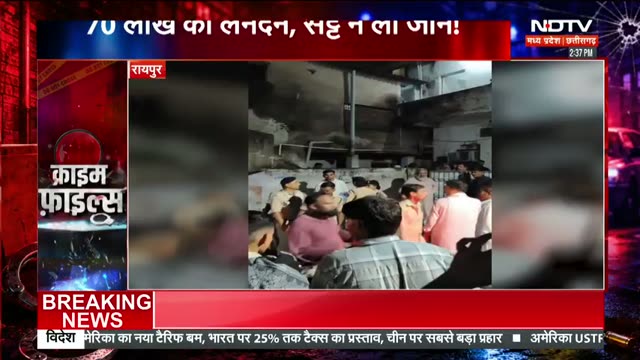 70 लाख का लेनदेन, सट्टे ने ली जान!
NDTV
मध्य प्रदेश | छत्तीसगढ़
2:37 PM
रायपुर
क्राइम
फ़ाइल्स
BREAKING
NEWS
विदेश
मेरिका का नया टैरिफ बम, भारत पर 25% तक टैक्स का प्रस्ताव, चीन पर सबसे बड़ा प्रहार
अमेरिका USTR